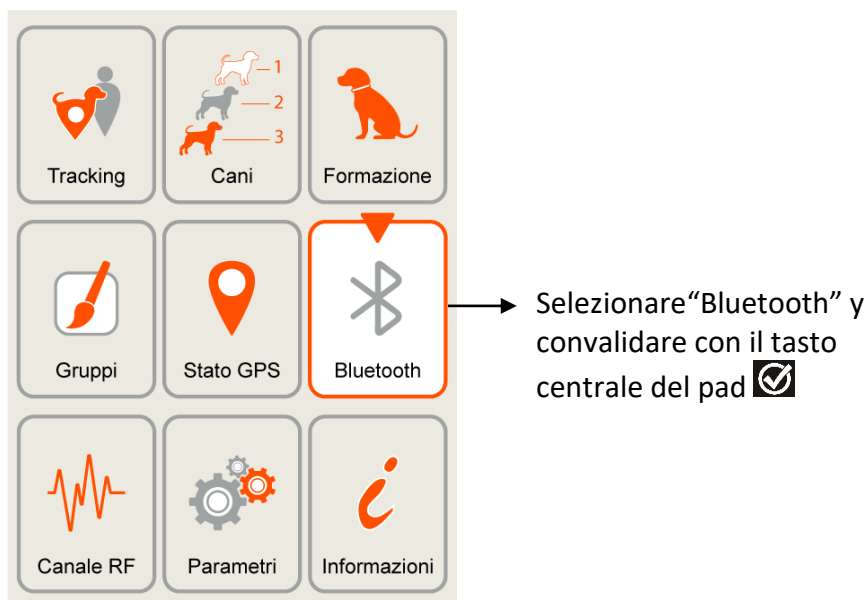 1
2
3
Tracking
Cani
Formazione
Gruppi
Stato GPS
Bluetooth
Selezionare“Bluetooth” y
convalidare con il tasto
centrale del pad
Canale RF
Parametri
Informazioni